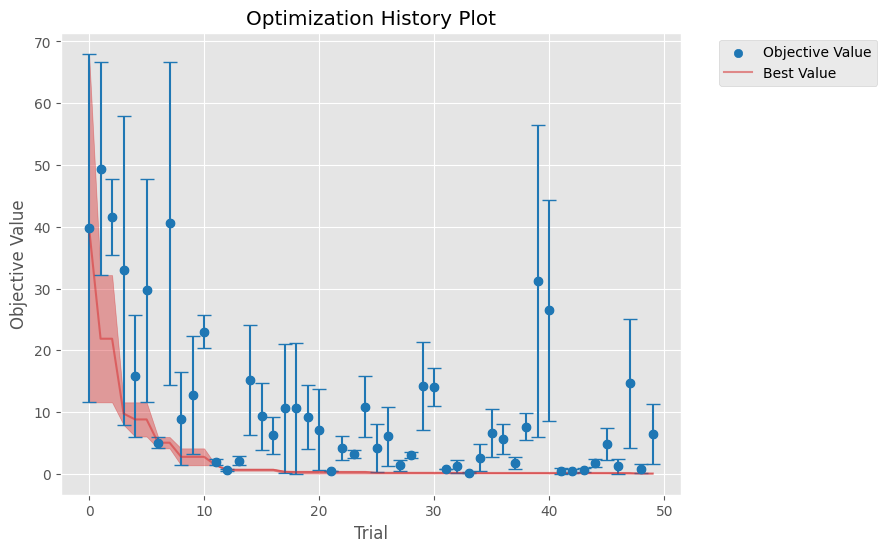 Optimization History Plot
Objective Value
Best Value
Objective Value
70
60
50
40
30
20
10
0
0 10 20 30 40 50
Trial